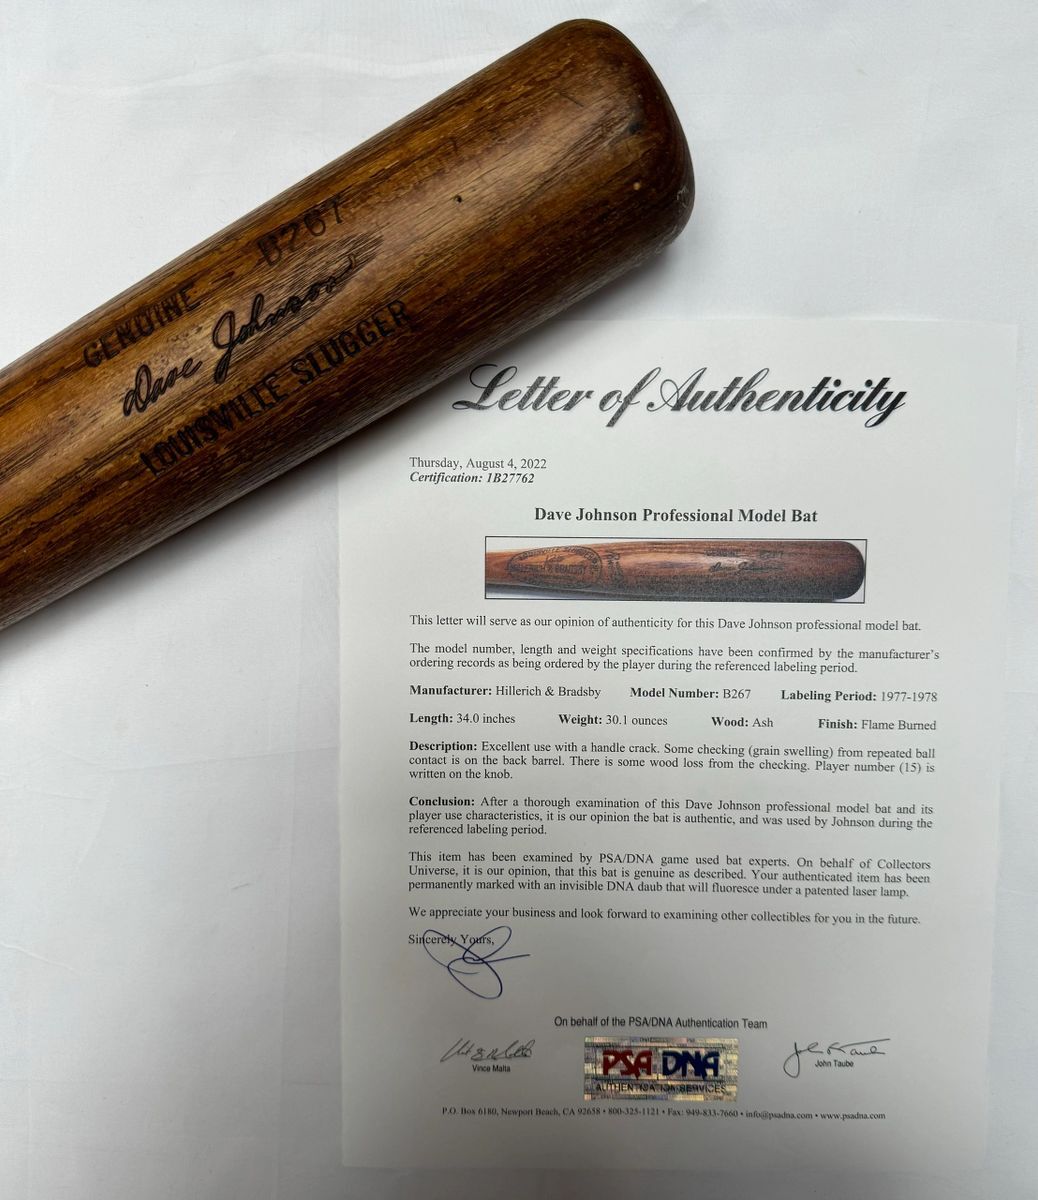 GENUINE B267
Dave Johnson
LOUISVILLE SLUGGER
Letter of Authenticity
Thursday, August 4, 2022
Certification: 1B27762
Dave Johnson Professional Model Bat
HILLERICH & BRADSBY
GENUINE B267
Dave Johnson
This letter will serve as our opinion of authenticity for this Dave Johnson professional model bat.
The model number, length and weight specifications have been confirmed by the manufacturer's
ordering records as being ordered by the player during the referenced labeling period.
Manufacturer: Hillerich & Bradsby Model Number: B267 Labeling Period: 1977-1978
Length: 34.0 inches Weight: 30.1 ounces Wood: Ash Finish: Flame Burned
Description: Excellent use with a handle crack. Some checking (grain swelling) from repeated ball
contact is on the back barrel. There is some wood loss from the checking. Player number (15) is
written on the knob.
Conclusion: After a thorough examination of this Dave Johnson professional model bat and its
player use characteristics, it is our opinion the bat is authentic, and was used by Johnson during the
referenced labeling period.
This item has been examined by PSA/DNA game used bat experts. On behalf of Collectors
Universe, it is our opinion, that this bat is genuine as described. Your authenticated item has been
permanently marked with an invisible DNA daub that will fluoresce under a patented laser lamp.
We appreciate your business and look forward to examining other collectibles for you in the future.
Sincerely Yours,
On behalf of the PSA/DNA Authentication Team
Vince Malta
PSA DNA
AUTHENTICATION SERVICES
John Taube
P.O. Box 6180, Newport Beach, CA 92658 • 800-325-1121 • Fax: 949-833-7660 • info@psadna.com • www.psadna.com